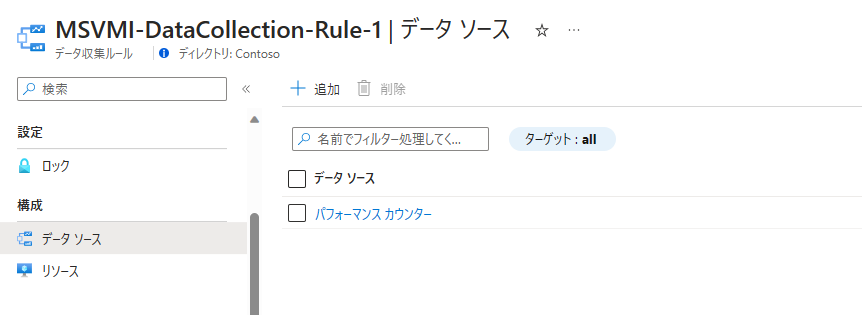 MSVMI-DataCollection-Rule-1 | データ ソース
データ収集ルール
ディレクトリ: Contoso
検索
追加
削除
設定
ロック
構成
データ ソース
リソース
名前でフィルター処理してく...
ターゲット : all
データ ソース
パフォーマンス カウンター